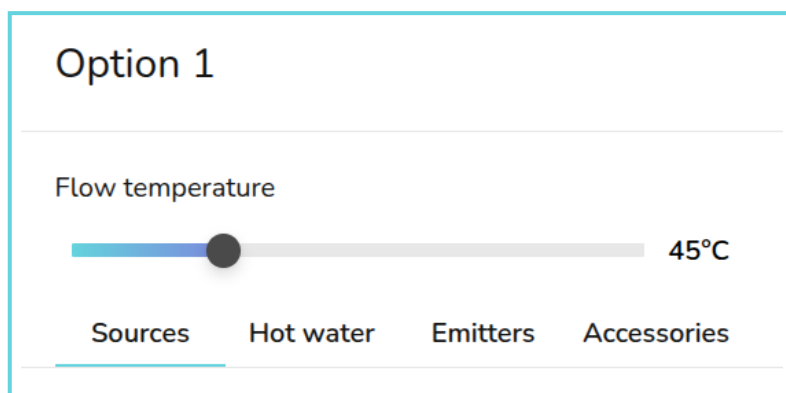 Option 1
Flow temperature
45°C
Sources Hot water Emitters Accessories